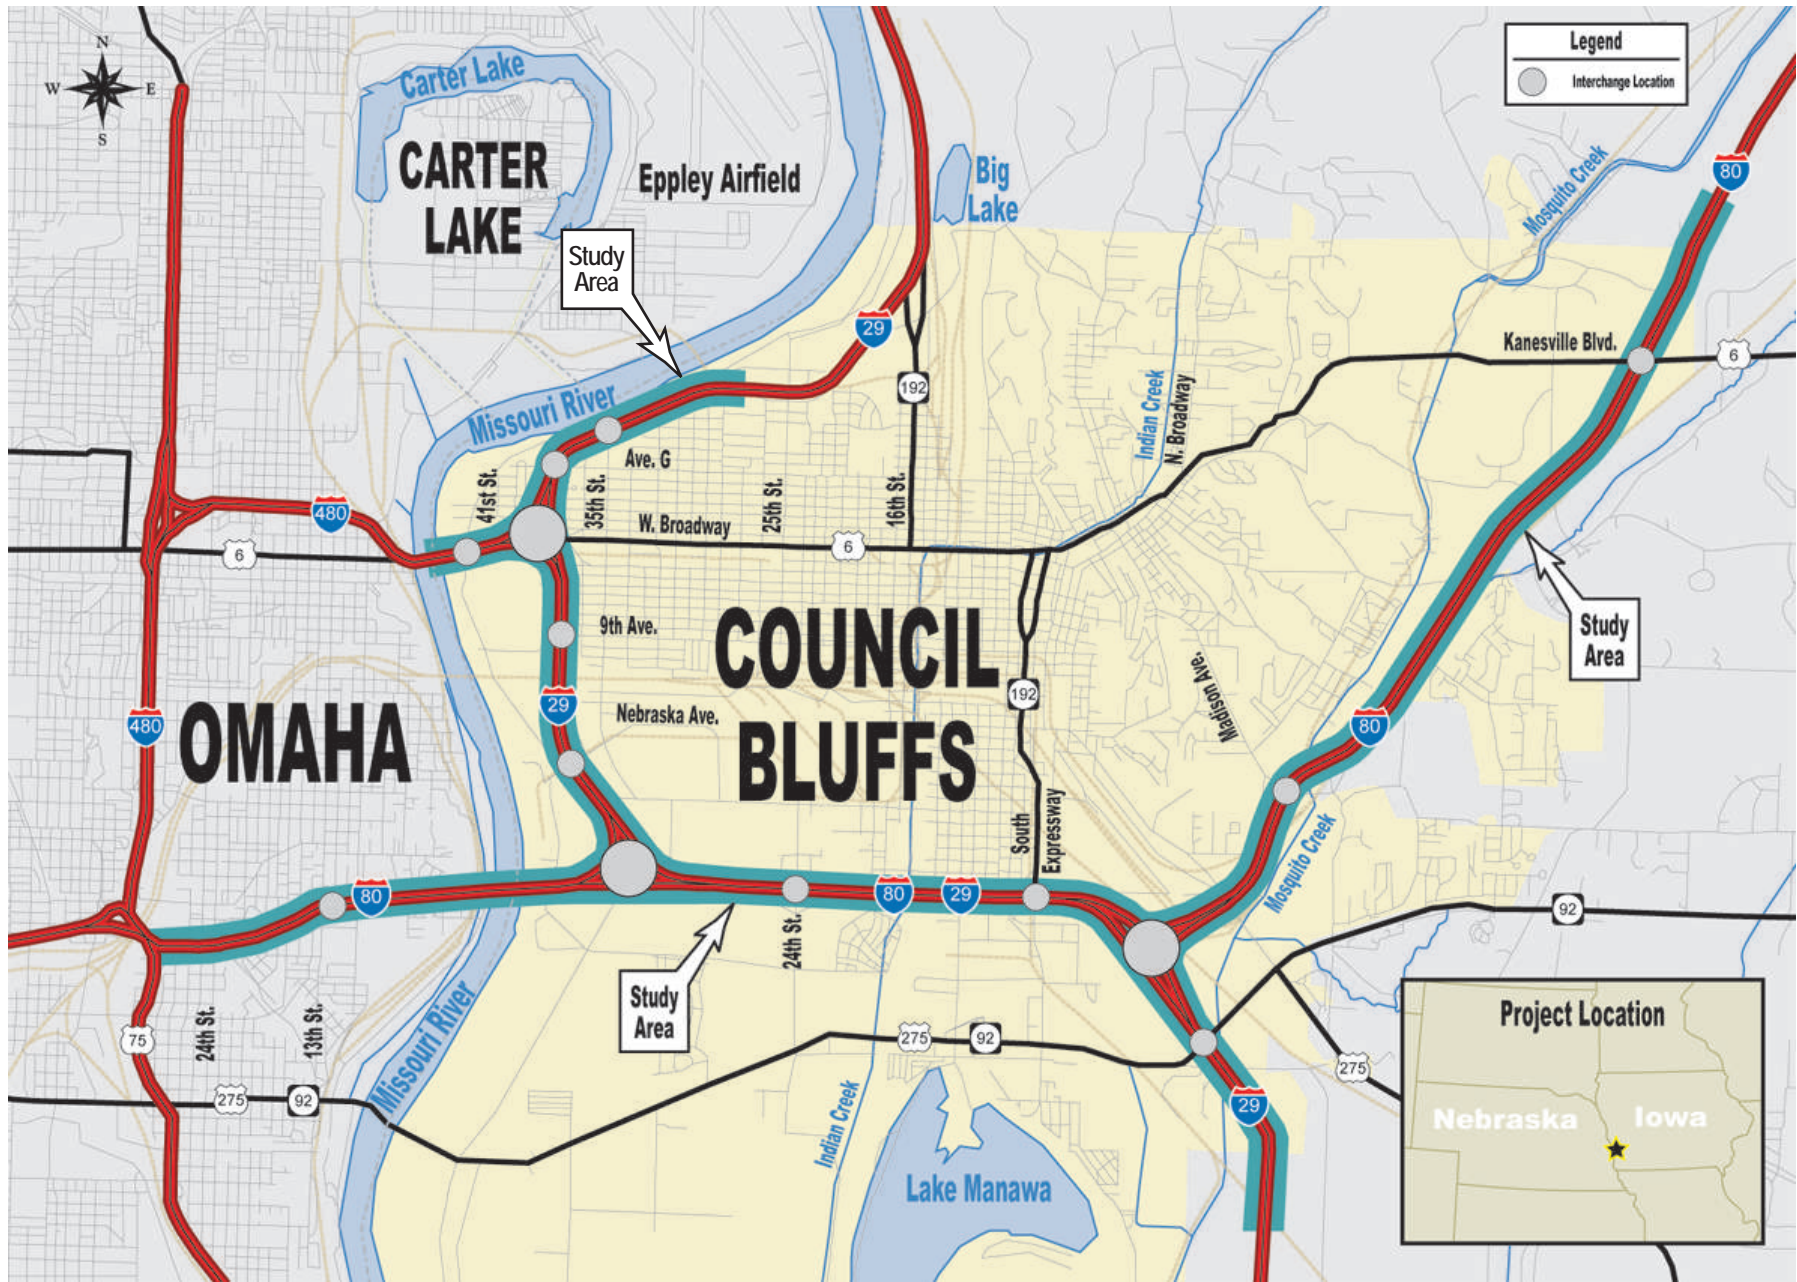 N
W
E
S
Carter Lake
CARTER
LAKE
Eppley Airfield
Big
Lake
Legend
Interchange Location
Mosquito Creek
80
Study
Area
29
192
Kanesville Blvd.
6
Missouri River
Indian Creek
N. Broadway
Ave. G
41st St.
35th St.
25th St.
16th St.
W. Broadway
480
6
6
9th Ave.
COUNCIL
BLUFFS
Study
Area
192
Madison Ave.
29
Nebraska Ave.
480
OMAHA
80
South
Expressway
Mosquito Creek
80
80
29
92
24th St.
Study
Area
Missouri River
24th St.
13th St.
75
275
92
275
92
275
29
Indian Creek
Lake Manawa
Project Location
Nebraska
Iowa